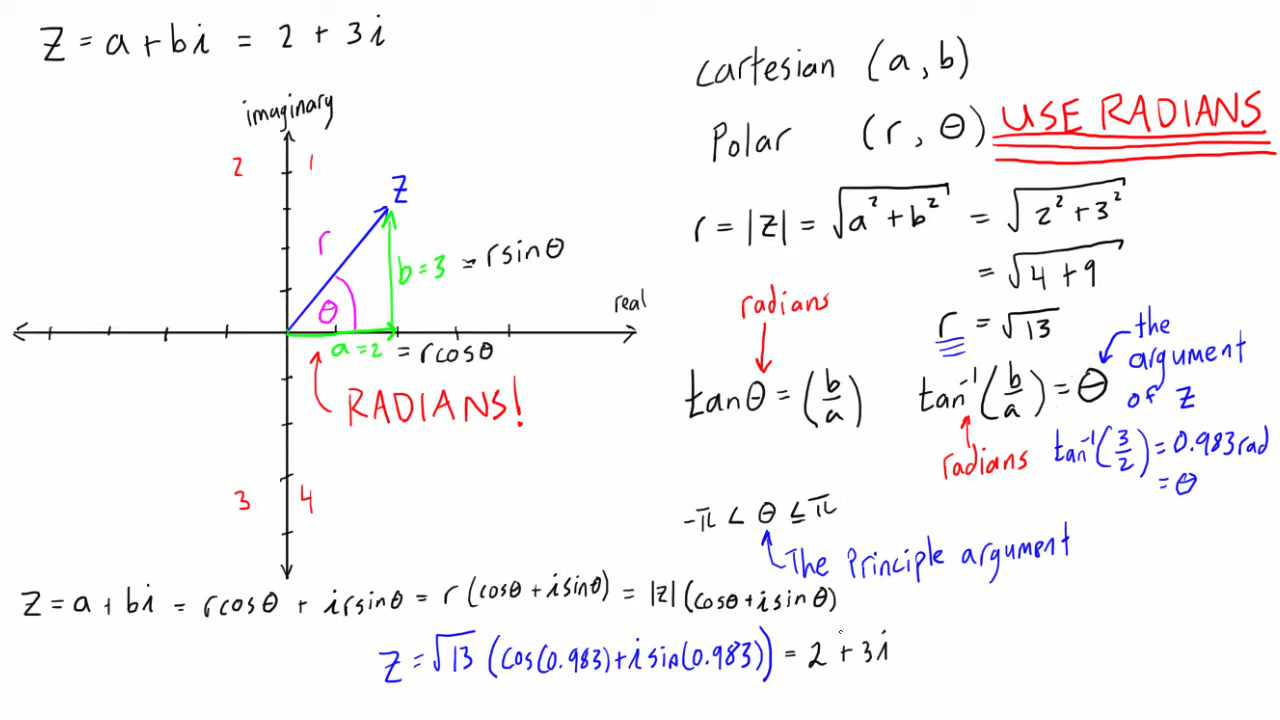 Z = a + bi = 2 + 3i
imaginary
2 1
Z
r
b = 3 = r sin θ
θ
real
a = 2 = r cos θ
RADIANS!
3 4
Cartesian (a, b)
Polar (r, θ) USE RADIANS
r = |Z| = √(a² + b²) = √(2² + 3²)
= √(4 + 9)
r = √13
radians
tan θ = (b/a)
tan⁻¹(b/a) = θ
the argument
of Z
radians
tan⁻¹(3/2) = 0.983 rad
= θ
-π < θ ≤ π
The Principle argument
Z = a + bi = r cos θ + i r sin θ = r (cos θ + i sin θ) = |Z| (cos θ + i sin θ)
Z = √13 (cos(0.983) + i sin(0.983)) = 2 + 3i